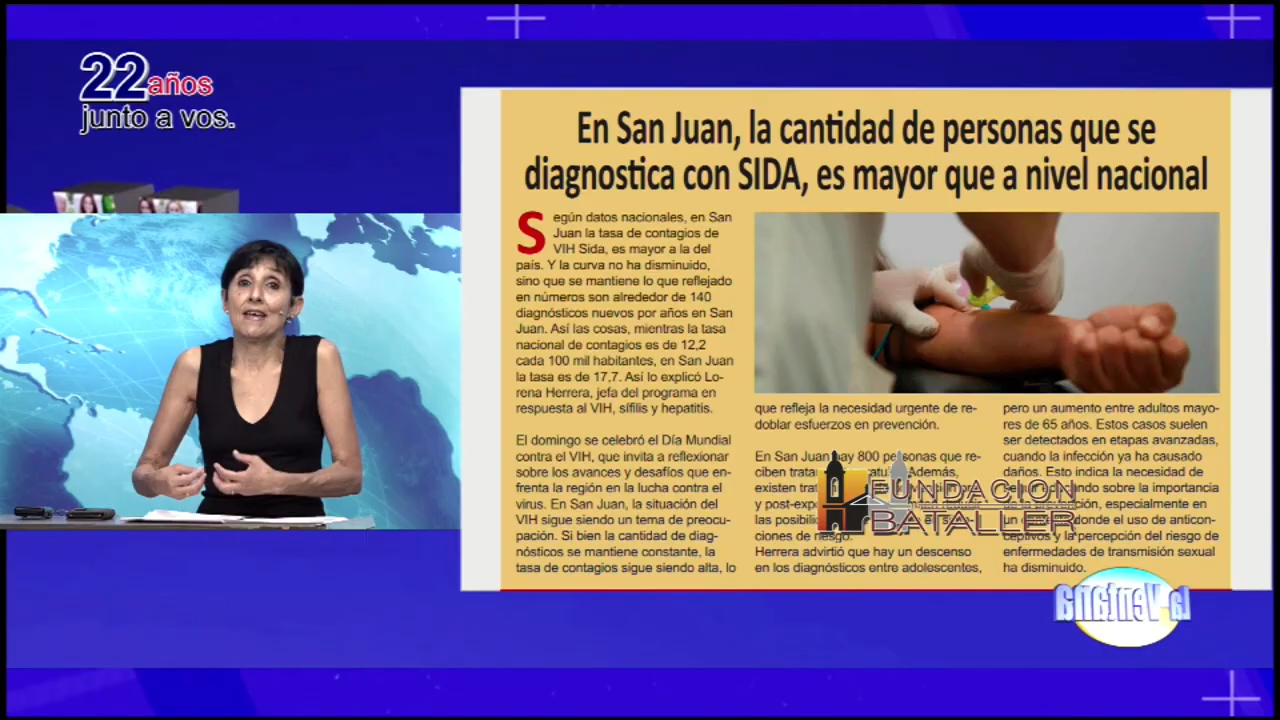 22 años
junto a vos.
En San Juan, la cantidad de personas que se
diagnostica con SIDA, es mayor que a nivel nacional
Según datos nacionales, en San
Juan la tasa de contagios de
VIH Sida, es mayor a la del
país. Y la curva no ha disminuido,
sino que se mantiene lo que reflejado
en números son alrededor de 140
diagnósticos nuevos por años en San
Juan. Así las cosas, mientras la tasa
nacional de contagios es de 12,2
cada 100 mil habitantes, en San Juan
la tasa es de 17,7. Así lo explicó Lo-
rena Herrera, jefa del programa en
respuesta al VIH, sífilis y hepatitis.
El domingo se celebró el Día Mundial
contra el VIH, que invita a reflexionar
sobre los avances y desafíos que en-
frenta la región en la lucha contra el
virus. En San Juan, la situación del
VIH sigue siendo un tema de preocu-
pación. Si bien la cantidad de diag-
nósticos se mantiene constante, la
tasa de contagios sigue siendo alta, lo
que refleja la necesidad urgente de re-
doblar esfuerzos en prevención.
En San Juan hay 800 personas que re-
ciben Además,
existen
y
las
ciones de riesgo.
Herrera advirtió que hay un descenso
en los diagnósticos entre adolescentes,
pero un aumento entre adultos mayo-
res de 65 años. Estos casos suelen
ser detectados en etapas avanzadas,
cuando la infección ya ha causado
daños. Esto indica la necesidad de
sobre la importancia
de la prevención, especialmente en
un donde el uso de anticon-
ceptivos y la percepción del riesgo de
enfermedades de transmisión sexual
ha disminuido.
FUNDACION
BATALLER
la Ventana